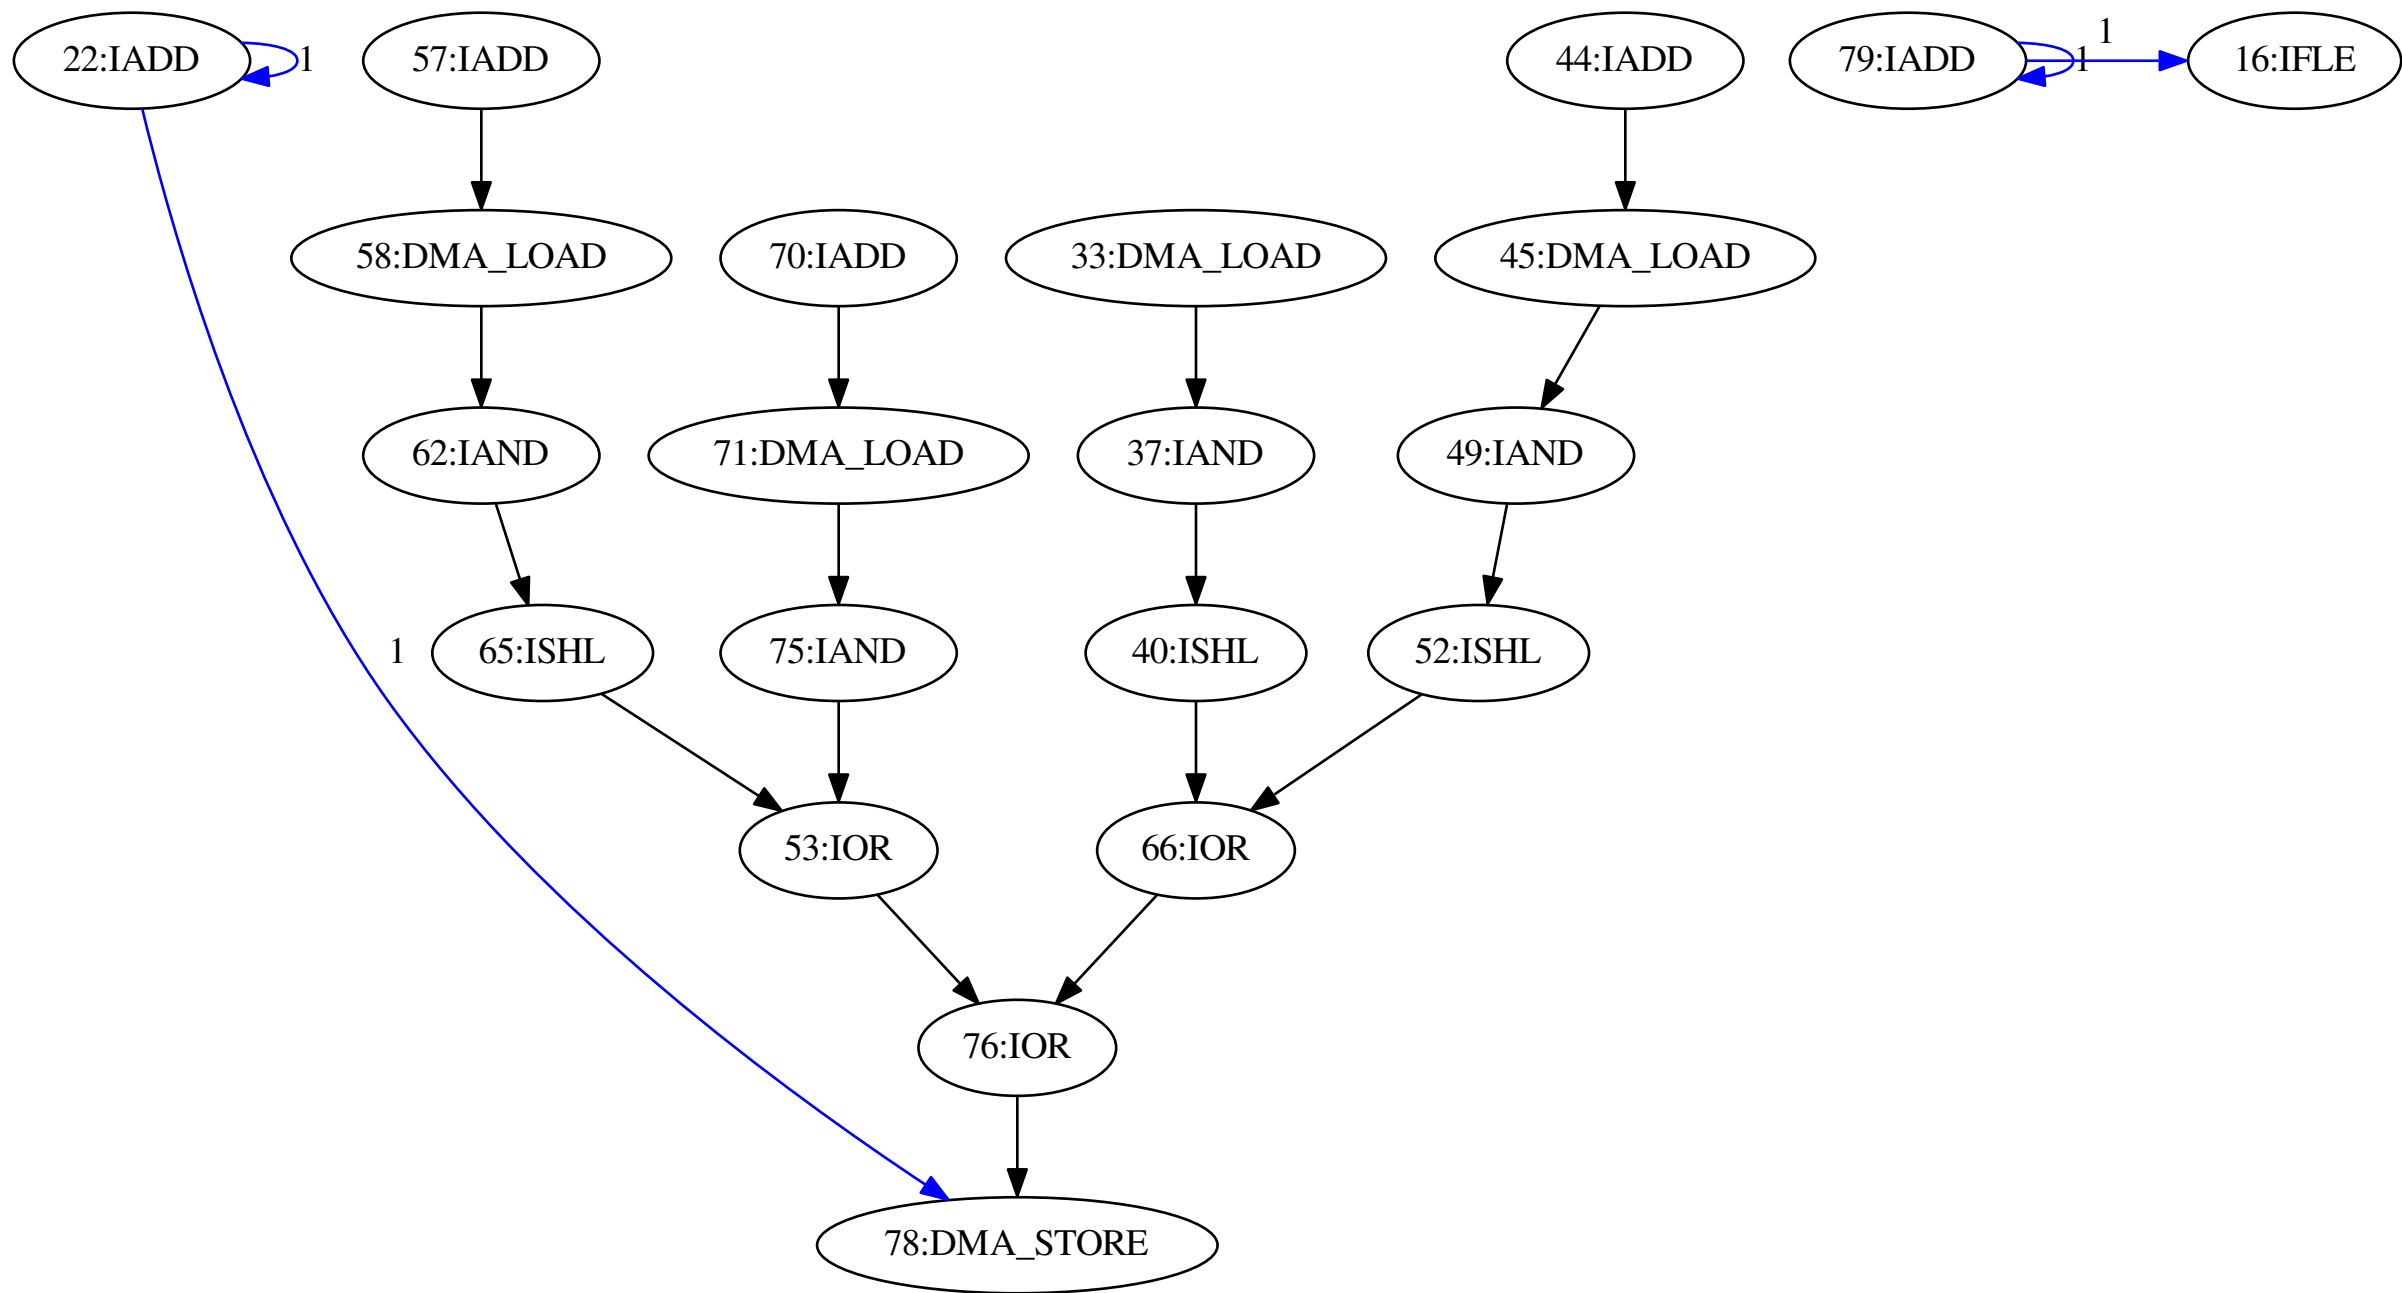 22:IADD
1
57:IADD
44:IADD
79:IADD
1
1
16:IFLE
58:DMA_LOAD
70:IADD
33:DMA_LOAD
45:DMA_LOAD
62:IAND
71:DMA_LOAD
37:IAND
49:IAND
1
65:ISHL
75:IAND
40:ISHL
52:ISHL
53:IOR
66:IOR
76:IOR
78:DMA_STORE